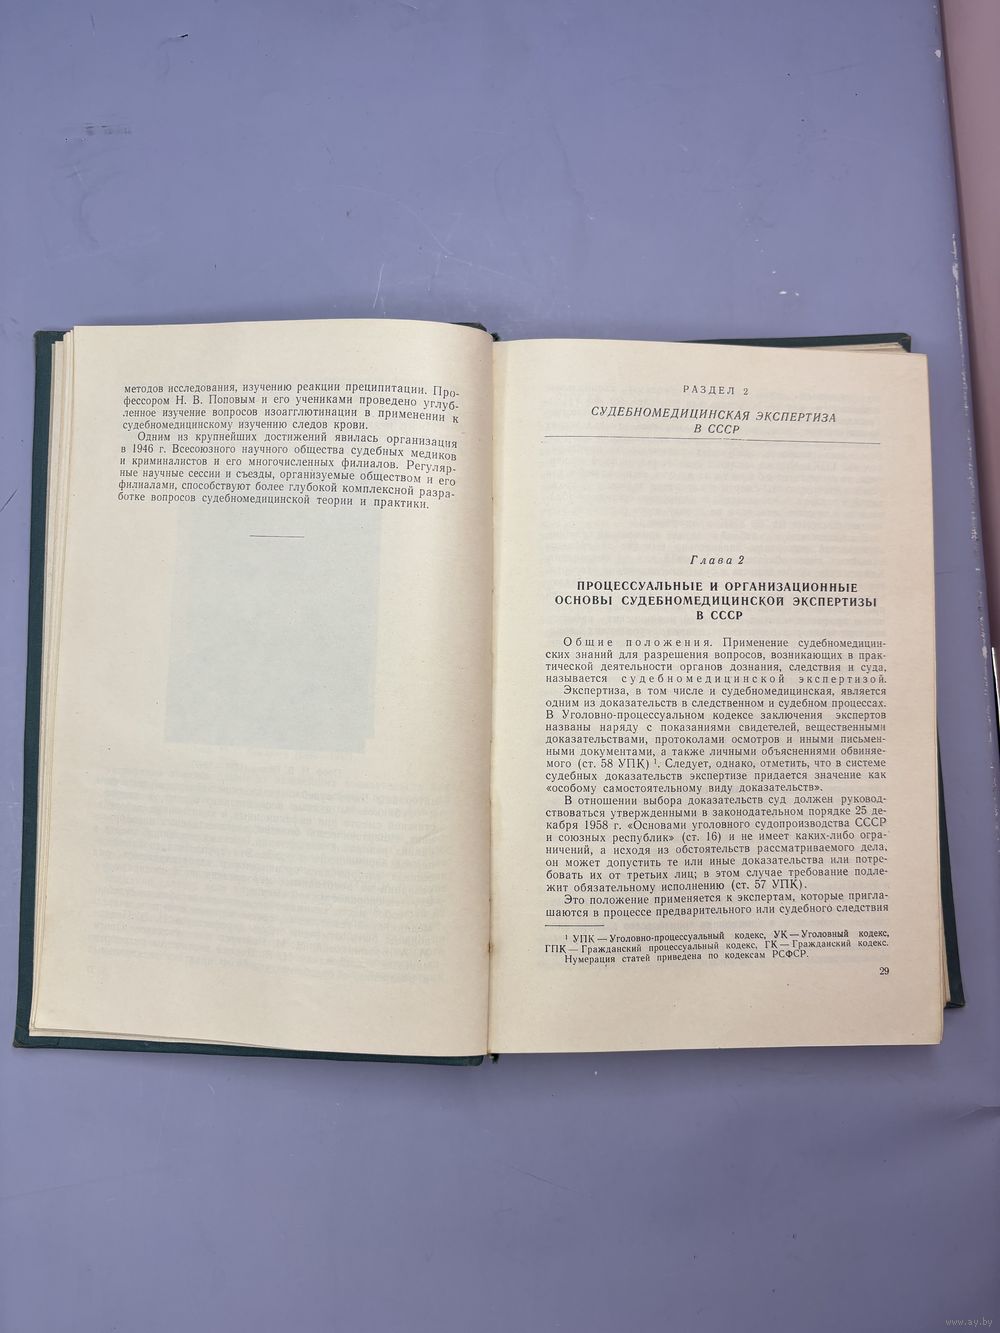 методов исследования, изучению реакции преципитации. Про-
фессором Н. В. Поповым и его учениками проведено углуб-
ленное изучение вопросов изоагглютинации в применении к
судебномедицинскому изучению следов крови.
Одним из крупнейших достижений явилась организация
в 1946 г. Всесоюзного научного общества судебных медиков
и криминалистов и его многочисленных филиалов. Регуляр-
ные научные сессии и съезды, организуемые обществом и его
филиалами, способствуют более глубокой комплексной разра-
ботке вопросов судебномедицинской теории и практики.
РАЗДЕЛ 2
СУДЕБНОМЕДИЦИНСКАЯ ЭКСПЕРТИЗА
В СССР
Глава 2
ПРОЦЕССУАЛЬНЫЕ И ОРГАНИЗАЦИОННЫЕ
ОСНОВЫ СУДЕБНОМЕДИЦИНСКОЙ ЭКСПЕРТИЗЫ
В СССР
Общие положения. Применение судебномедицин-
ских знаний для разрешения вопросов, возникающих в прак-
тической деятельности органов дознания, следствия и суда,
называется судебномедицинской экспертизой.
Экспертиза, в том числе и судебномедицинская, является
одним из доказательств в следственном и судебном процессах.
В Уголовно-процессуальном кодексе заключения экспертов
названы наряду с показаниями свидетелей, вещественными
доказательствами, протоколами осмотров и иными письмен-
ными документами, а также личными объяснениями обвиняе-
мого (ст. 58 УПК) ¹. Следует, однако, отметить, что в системе
судебных доказательств экспертизе придается значение как
«особому самостоятельному виду доказательств».
В отношении выбора доказательств суд должен руковод-
ствоваться утвержденными в законодательном порядке 25 де-
кабря 1958 г. «Основами уголовного судопроизводства СССР
и союзных республик» (ст. 16) и не имеет каких-либо огра-
ничений, а исходя из обстоятельств рассматриваемого дела,
он может допустить те или иные доказательства или потре-
бовать их от третьих лиц; в этом случае требование подле-
жит обязательному исполнению (ст. 57 УПК).
Это положение применяется к экспертам, которые пригла-
шаются в процессе предварительного или судебного следствия
¹ УПК — Уголовно-процессуальный кодекс, УК — Уголовный кодекс,
ГПК — Гражданский процессуальный кодекс, ГК — Гражданский кодекс.
Нумерация статей приведена по кодексам РСФСР.
29
www.ay.by